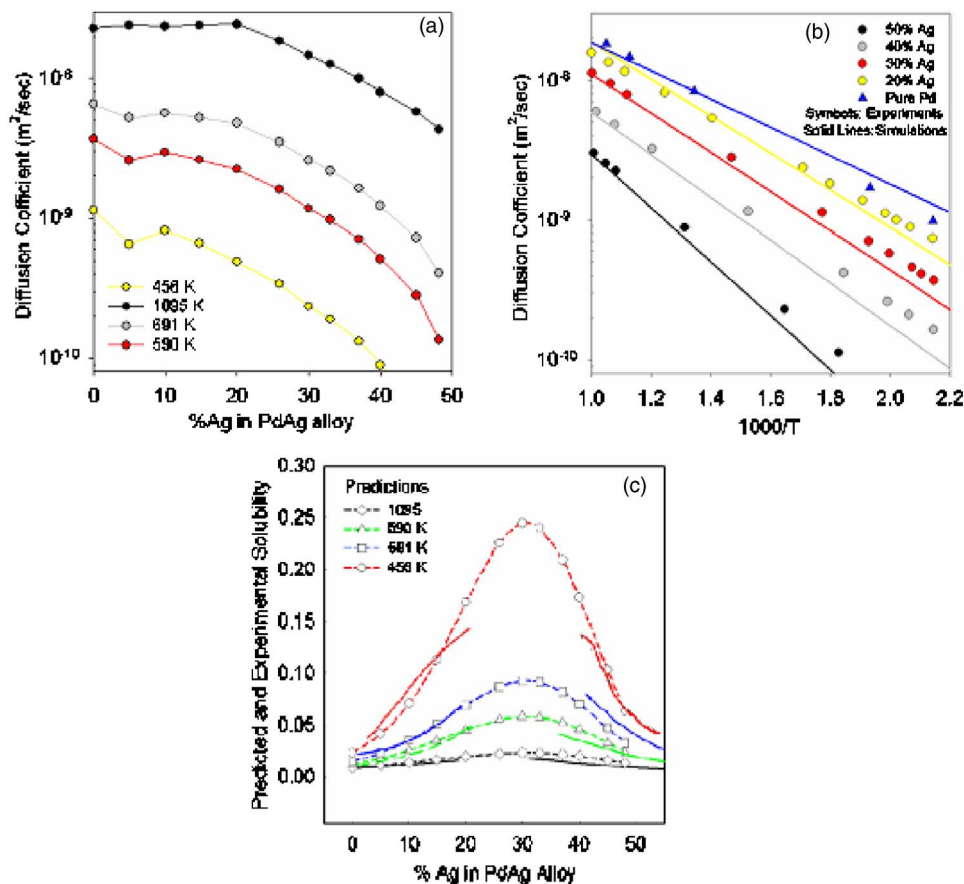 (a)
Diffusion Cofficient (m²/sec)
10⁻⁸
10⁻⁹
10⁻¹⁰
456 K
1095 K
691 K
590 K
0 10 20 30 40 50
%Ag in PdAg alloy
(b)
50% Ag
40% Ag
30% Ag
20% Ag
Pure Pd
Symbols: Experiments
Solid Lines:Simulations
Diffusion Cofficient (m²/sec)
10⁻⁸
10⁻⁹
10⁻¹⁰
1.0 1.2 1.4 1.6 1.8 2.0 2.2
1000/T
(c)
Predicted and Experimental Solubility
0.30
0.25
0.20
0.15
0.10
0.05
0.00
Predictions
1095
590 K
691 K
456 K
0 10 20 30 40 50
% Ag in PdAg Alloy